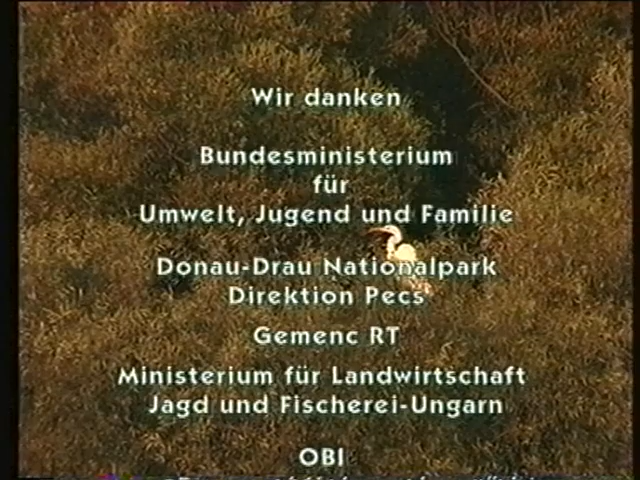 Wir danken
Bundesministerium
für
Umwelt, Jugend und Familie
Donau-Drau Nationalpark
Direktion Pecs
Gemenc RT
Ministerium für Landwirtschaft
Jagd und Fischerei-Ungarn
OBI